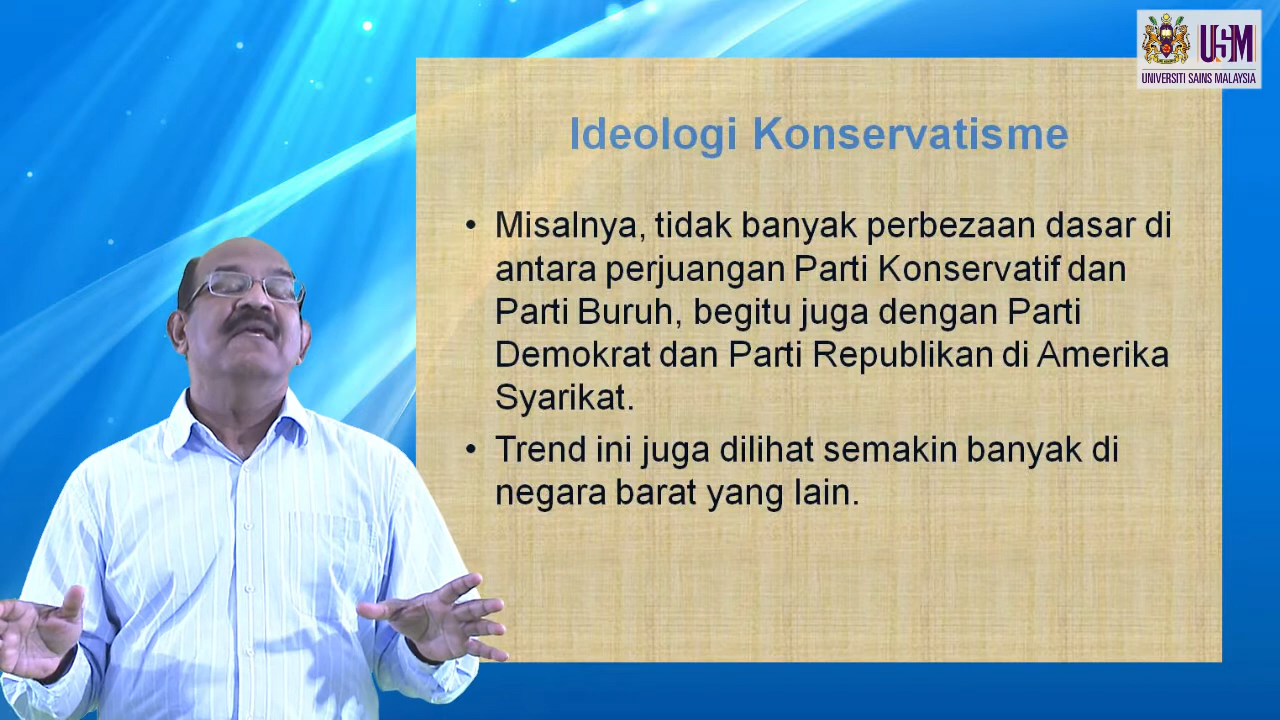 USM
UNIVERSITI SAINS MALAYSIA
Ideologi Konservatisme
• Misalnya, tidak banyak perbezaan dasar di
antara perjuangan Parti Konservatif dan
Parti Buruh, begitu juga dengan Parti
Demokrat dan Parti Republikan di Amerika
Syarikat.
• Trend ini juga dilihat semakin banyak di
negara barat yang lain.